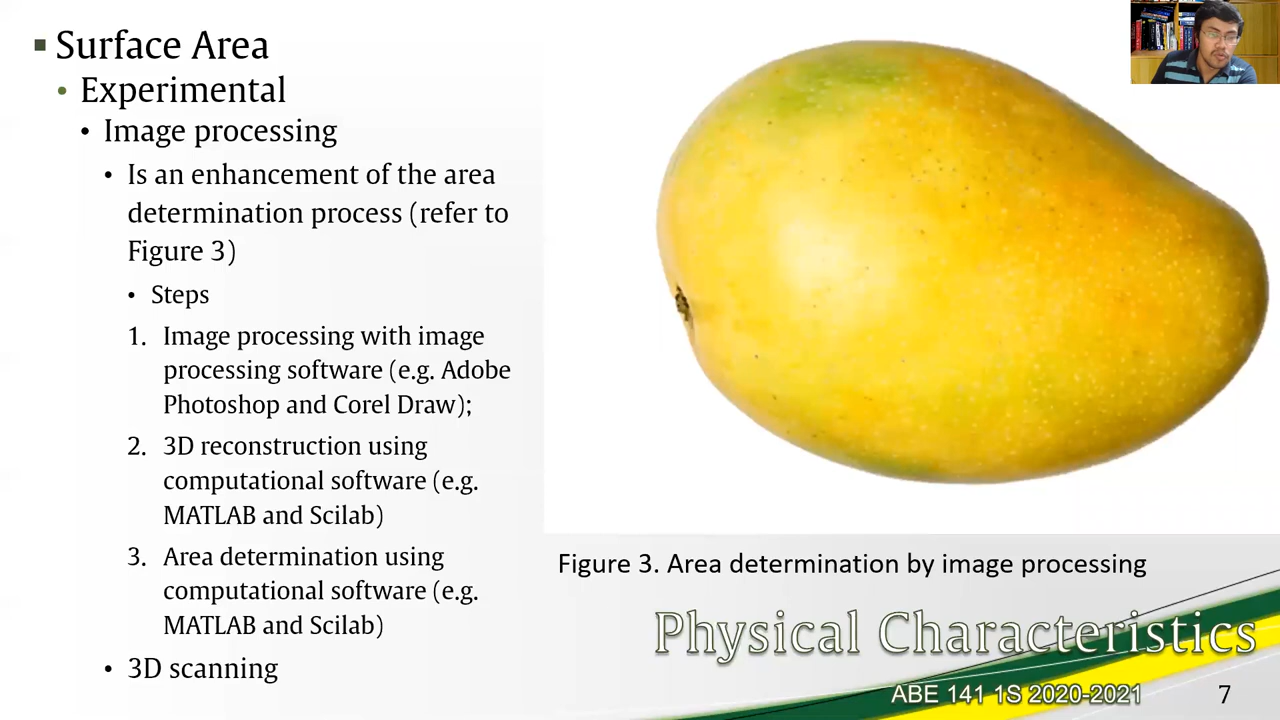 Surface Area
Experimental
Image processing
Is an enhancement of the area
determination process (refer to
Figure 3)
Steps
1. Image processing with image
processing software (e.g. Adobe
Photoshop and Corel Draw);
2. 3D reconstruction using
computational software (e.g.
MATLAB and Scilab)
3. Area determination using
computational software (e.g.
MATLAB and Scilab)
3D scanning
Figure 3. Area determination by image processing
Physical Characteristics
ABE 141 1S 2020-2021
7